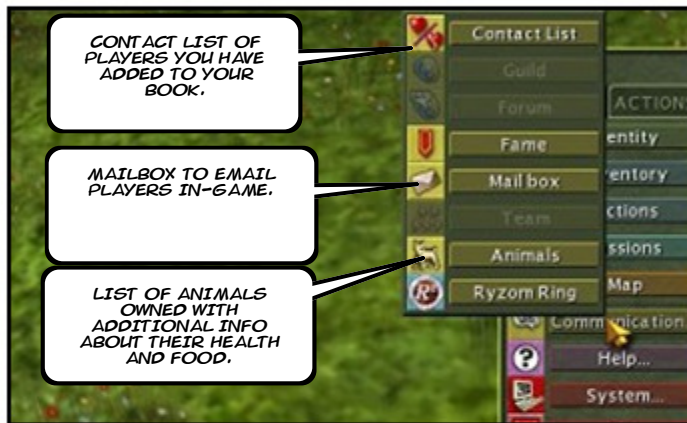 CONTACT LIST OF
PLAYERS YOU HAVE
ADDED TO YOUR
BOOK.
MAILBOX TO EMAIL
PLAYERS IN-GAME.
LIST OF ANIMALS
OWNED WITH
ADDITIONAL INFO
ABOUT THEIR HEALTH
AND FOOD.
Contact List
Guild
Forum
Fame
Mail box
Team
Animals
Ryzom Ring
ACTION
entity
entory
ctions
ssions
Map
Communication
Help...
System...